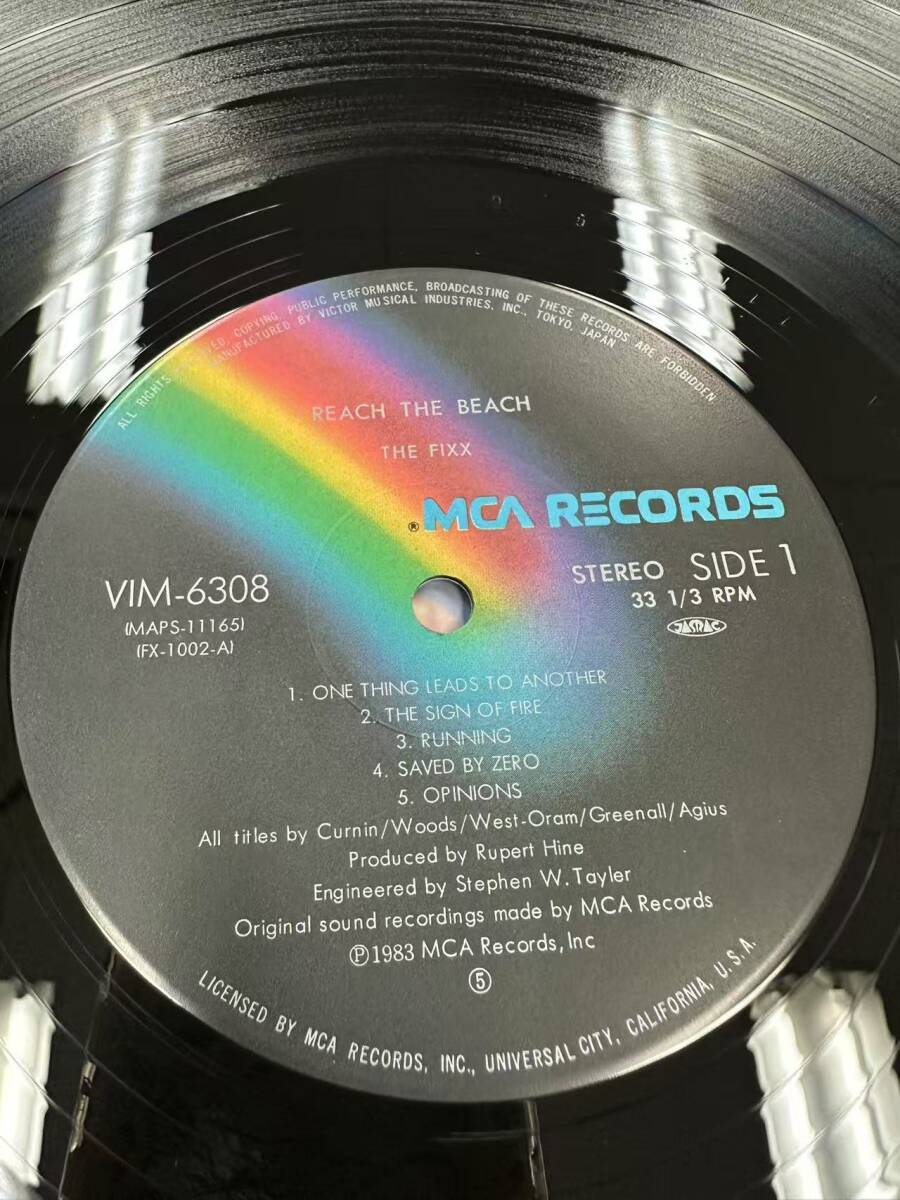 ALL RIGHTS COPYING, PUBLIC PERFORMANCE, BROADCASTING OF THESE RECORDS ARE FORBIDDEN
MANUFACTURED BY VICTOR MUSICAL INDUSTRIES, INC., TOKYO, JAPAN
REACH THE BEACH
THE FIXX
® MCA RECORDS
VIM-6308
(MAPS-11165)
(FX-1002-A)
STEREO SIDE 1
33 1/3 RPM
JASRAC
1. ONE THING LEADS TO ANOTHER
2. THE SIGN OF FIRE
3. RUNNING
4. SAVED BY ZERO
5. OPINIONS
All titles by Curnin/Woods/West-Oram/Greenall/Agius
Produced by Rupert Hine
Engineered by Stephen W. Tayler
Original sound recordings made by MCA Records
℗1983 MCA Records, Inc
⑤
LICENSED BY MCA RECORDS, INC., UNIVERSAL CITY, CALIFORNIA, U.S.A.